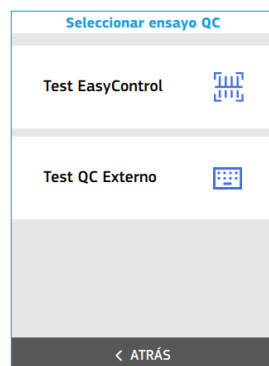 Seleccionar ensayo QC
Test EasyControl
Test QC Externo
< ATRÁS